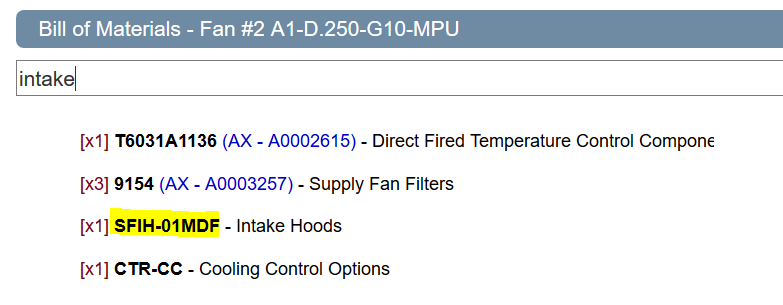 Bill of Materials - Fan #2 A1-D.250-G10-MPU
intake
[x1] T6031A1136 (AX - A0002615) - Direct Fired Temperature Control Compone
[x3] 9154 (AX - A0003257) - Supply Fan Filters
[x1] SFIH-01MDF - Intake Hoods
[x1] CTR-CC - Cooling Control Options